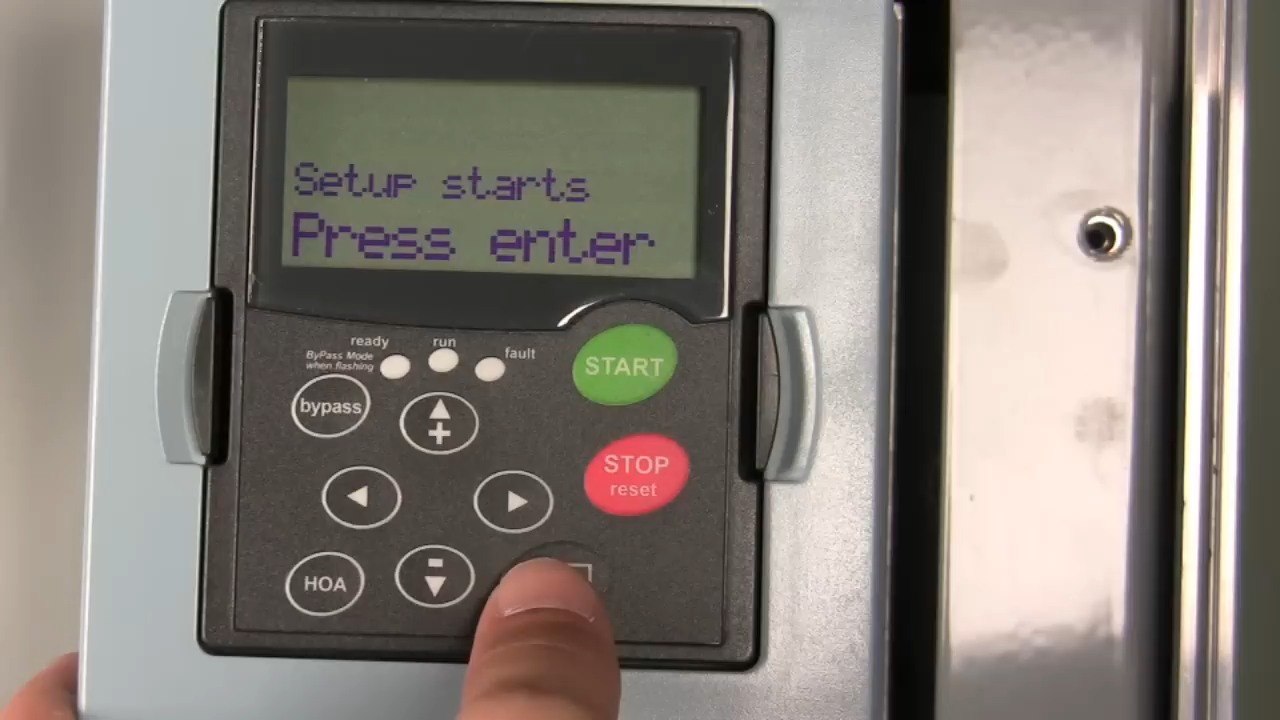 Setup starts
Press enter
ready
run
fault
ByPass Mode
when flashing
START
bypass
+
STOP
reset
HOA
-